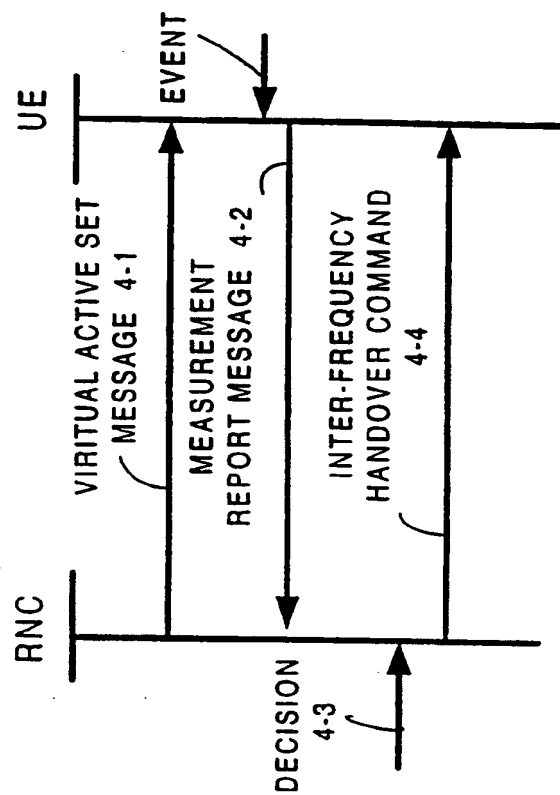 RNC
UE
VIRITUAL ACTIVE SET
MESSAGE 4-1
EVENT
MEASUREMENT
REPORT MESSAGE 4-2
DECISION
4-3
INTER-FREQUENCY
HANDOVER COMMAND
4-4